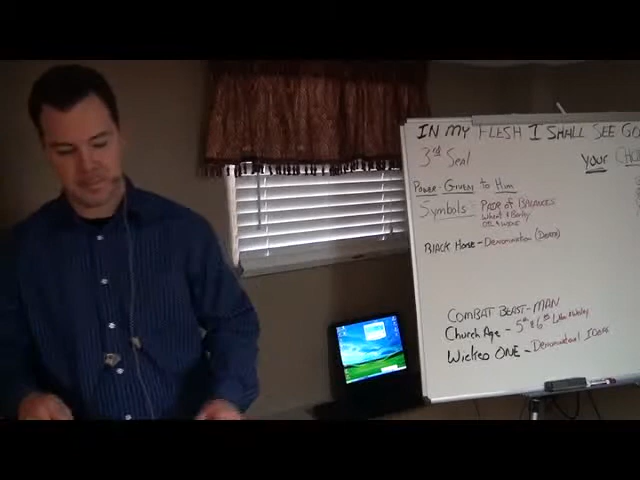 IN MY FLESH I SHALL SEE GO
3rd Seal
YOUR
Power-Given to Him
Symbols - PAIR OF BALANCES
Wheat & Barley
OIL & WINE
BLACK Horse - Denomination (Death)
COMBAT BEAST-MAN
Church Age - 5th & 6th
Wicked ONE - Denominational